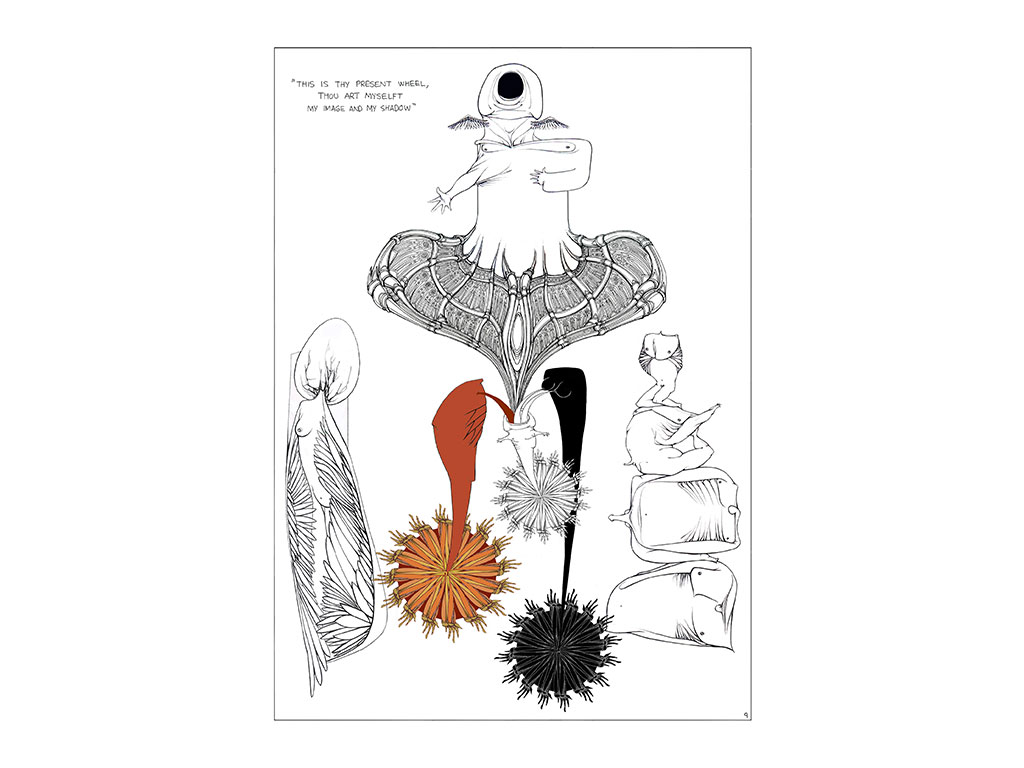 "THIS IS THY PRESENT WHEEL,
THOU ART MYSELFT
MY IMAGE AND MY SHADOW"
9